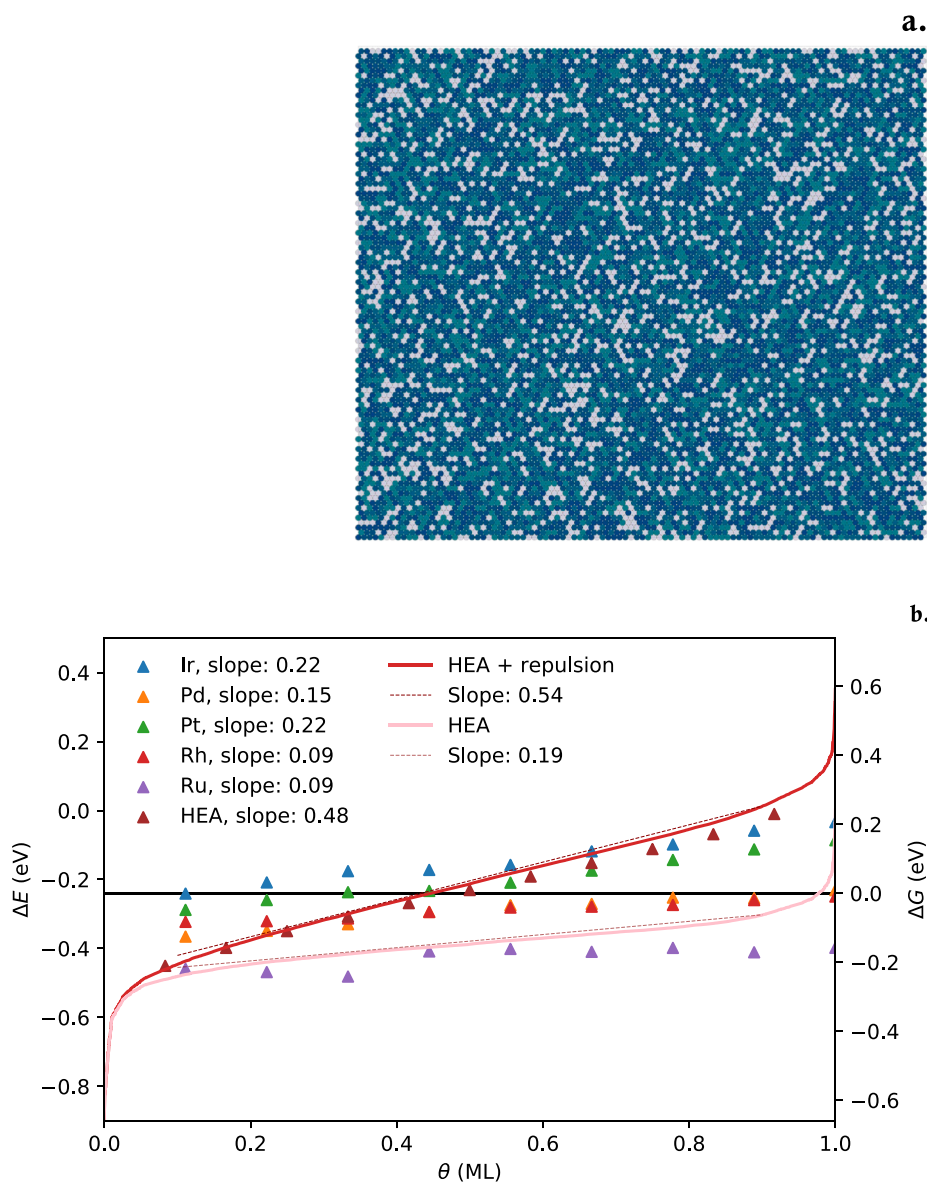 a.
b.
Ir, slope: 0.22
Pd, slope: 0.15
Pt, slope: 0.22
Rh, slope: 0.09
Ru, slope: 0.09
HEA, slope: 0.48
HEA + repulsion
Slope: 0.54
HEA
Slope: 0.19
ΔE (eV)
0.4
0.2
0.0
−0.2
−0.4
−0.6
−0.8
ΔG (eV)
0.6
0.4
0.2
0.0
−0.2
−0.4
−0.6
0.0 0.2 0.4 0.6 0.8 1.0
θ (ML)